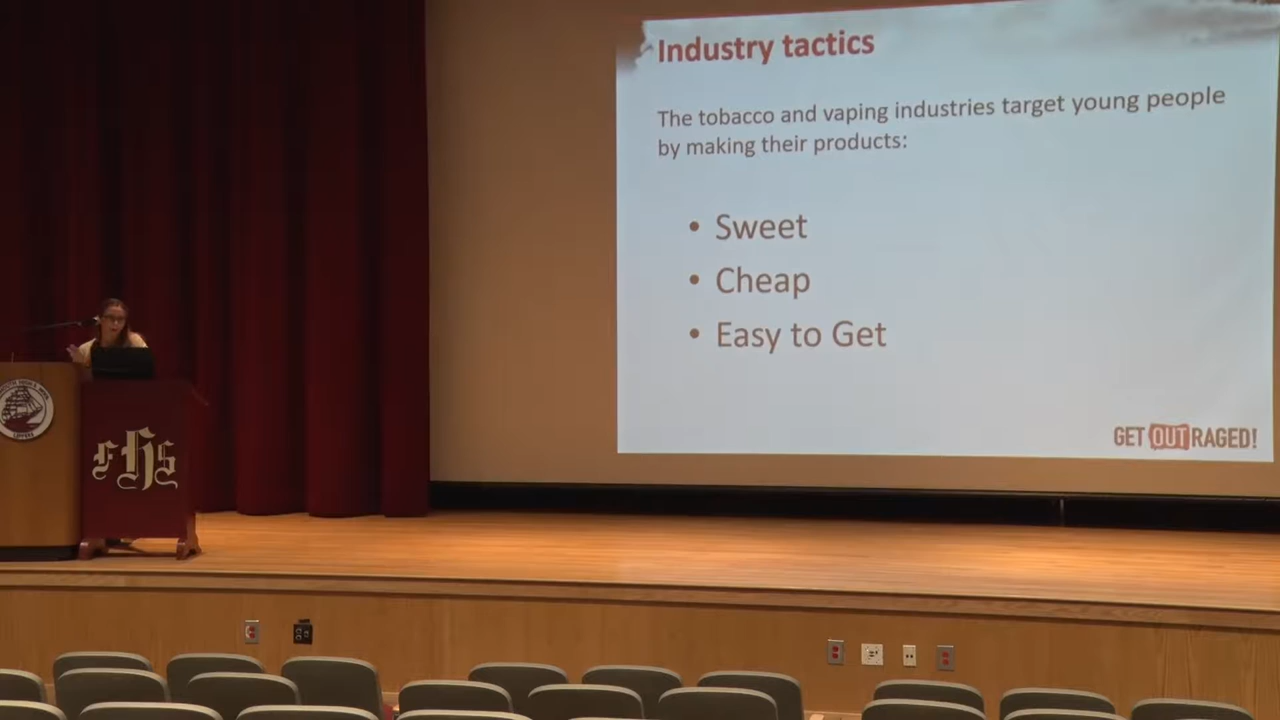 Industry tactics
The tobacco and vaping industries target young people
by making their products:
• Sweet
• Cheap
• Easy to Get
GET OUTRAGED!
FHS